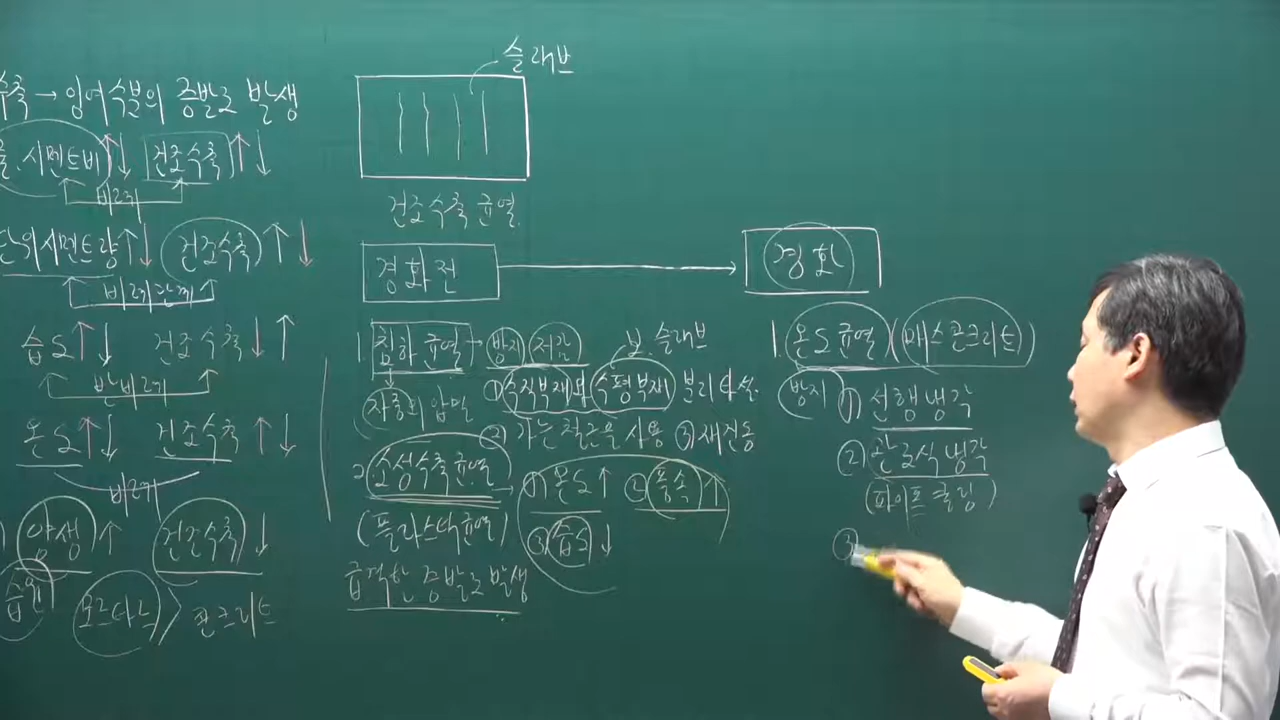 수축 → 잉여수분의 증발로 발생
물.시멘트비 ↑↓ 건조수축 ↑↓
비례
단위시멘트량 ↑↓ 건조수축 ↑↓
비례관계
습도 ↑↓ 건조수축 ↓↑
반비례
온도 ↑↓ 건조수축 ↑↓
비례
양생 ↑ 건조수축 ↓
습윤
모르타르 > 콘크리트
슬래브
건조수축 균열.
경화전 → 경화
1. 침하 균열 → 방지 저감
보.슬래브
자중의 압밀
① 수직부재와 수평부재 분리타설.
② 가는 철근을 사용 ③ 재진동
2. 소성수축균열 → ① 온도↑ ② 풍속↑
(플라스틱균열) ③ 습도↓
급격한 증발로 발생
1. 온도균열 (매스콘크리트)
방지 ① 선행냉각
② 관로식 냉각
(파이프 쿨링)
③